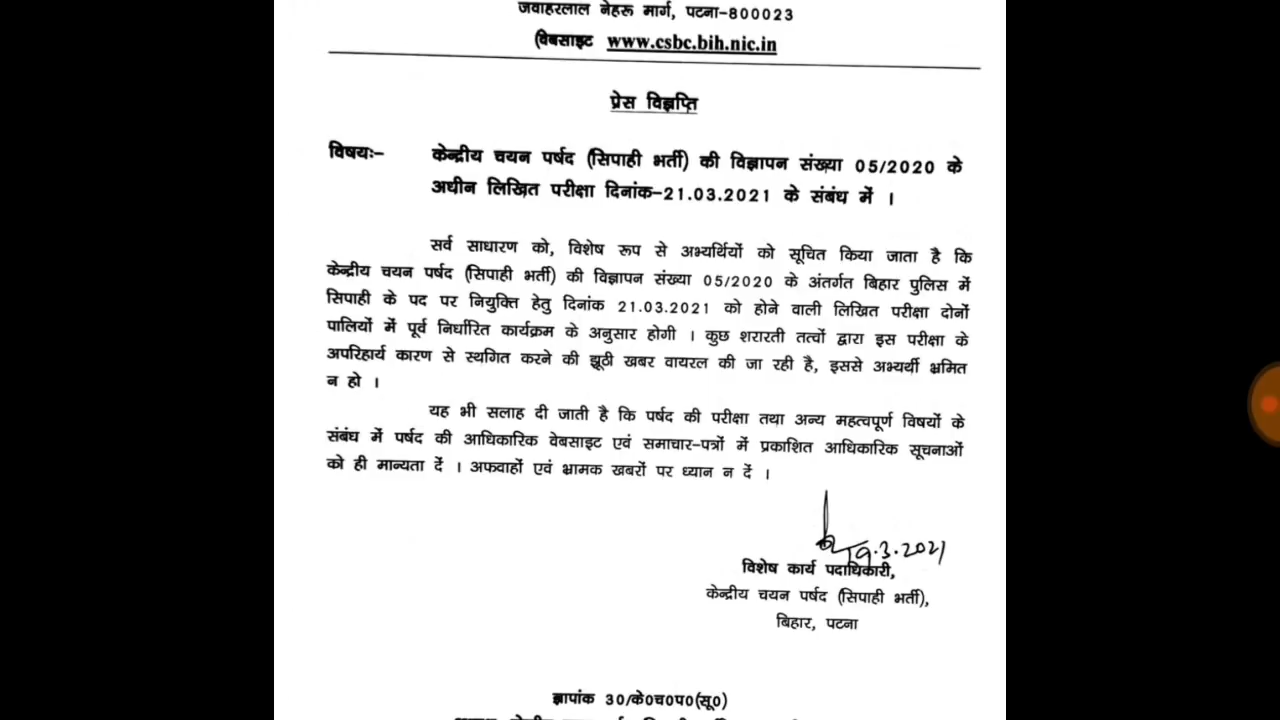 जवाहरलाल नेहरू मार्ग, पटना-800023
(वेबसाइट www.csbc.bih.nic.in
प्रेस विज्ञप्ति
विषयः- केन्द्रीय चयन पर्षद (सिपाही भर्ती) की विज्ञापन संख्या 05/2020 के
अधीन लिखित परीक्षा दिनांक-21.03.2021 के संबंध में ।
सर्व साधारण को, विशेष रूप से अभ्यर्थियों को सूचित किया जाता है कि
केन्द्रीय चयन पर्षद (सिपाही भर्ती) की विज्ञापन संख्या 05/2020 के अंतर्गत बिहार पुलिस में
सिपाही के पद पर नियुक्ति हेतु दिनांक 21.03.2021 को होने वाली लिखित परीक्षा दोनों
पालियों में पूर्व निर्धारित कार्यक्रम के अनुसार होगी । कुछ शरारती तत्वों द्वारा इस परीक्षा के
अपरिहार्य कारण से स्थगित करने की झूठी खबर वायरल की जा रही है, इससे अभ्यर्थी भ्रमित
न हो ।
यह भी सलाह दी जाती है कि पर्षद की परीक्षा तथा अन्य महत्वपूर्ण विषयों के
संबंध में पर्षद की आधिकारिक वेबसाइट एवं समाचार-पत्रों में प्रकाशित आधिकारिक सूचनाओं
को ही मान्यता दें । अफवाहों एवं भ्रामक खबरों पर ध्यान न दें ।
19.3.2021
विशेष कार्य पदाधिकारी,
केन्द्रीय चयन पर्षद (सिपाही भर्ती),
बिहार, पटना
ज्ञापांक 30/के0च0प0(सू0)